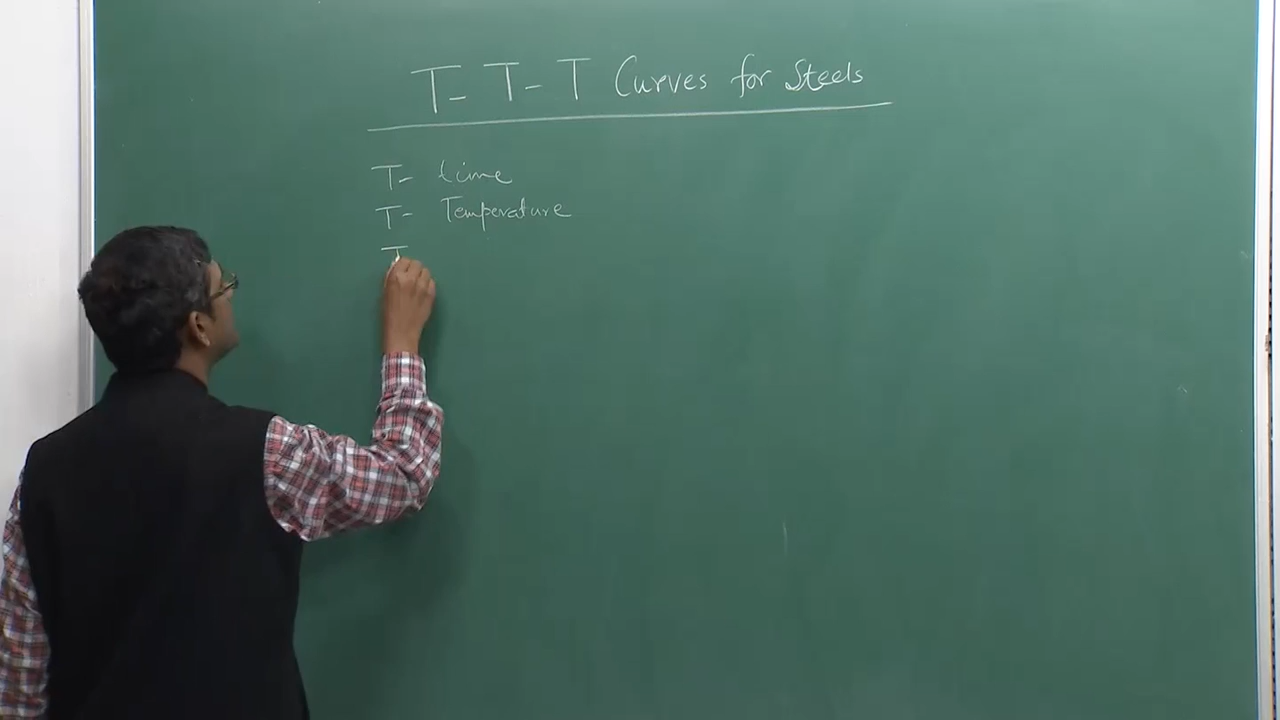 T- T- T Curves for Steels
T- time
T- Temperature
T